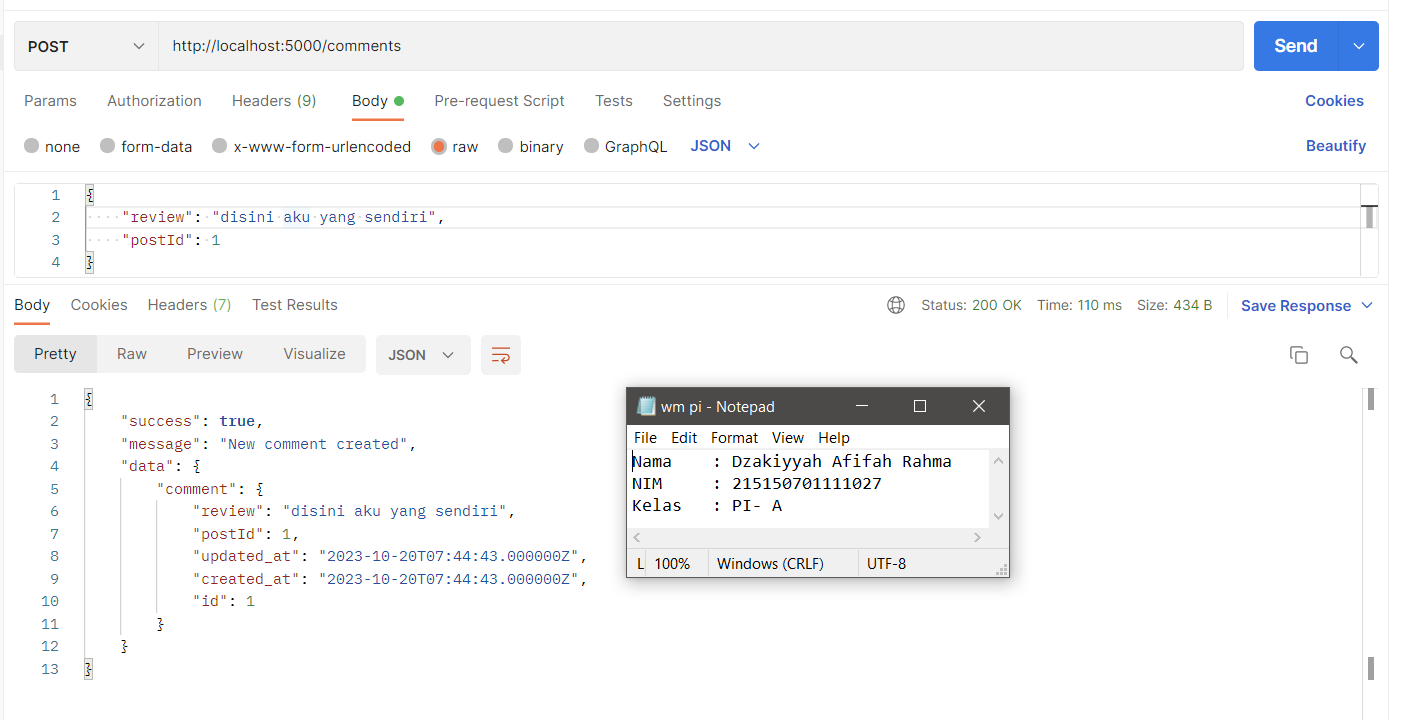 POST http://localhost:5000/comments Send
Params Authorization Headers (9) Body Pre-request Script Tests Settings Cookies
none form-data x-www-form-urlencoded raw binary GraphQL JSON Beautify
1 {
2 "review": "disini aku yang sendiri",
3 "postId": 1
4 }
Body Cookies Headers (7) Test Results Status: 200 OK Time: 110 ms Size: 434 B Save Response
Pretty Raw Preview Visualize JSON
1 {
2 "success": true,
3 "message": "New comment created",
4 "data": {
5 "comment": {
6 "review": "disini aku yang sendiri",
7 "postId": 1,
8 "updated_at": "2023-10-20T07:44:43.000000Z",
9 "created_at": "2023-10-20T07:44:43.000000Z",
10 "id": 1
11 }
12 }
13 }
wm pi - Notepad
File Edit Format View Help
Nama : Dzakiyyah Afifah Rahma
NIM : 215150701111027
Kelas : PI- A
L 100% Windows (CRLF) UTF-8